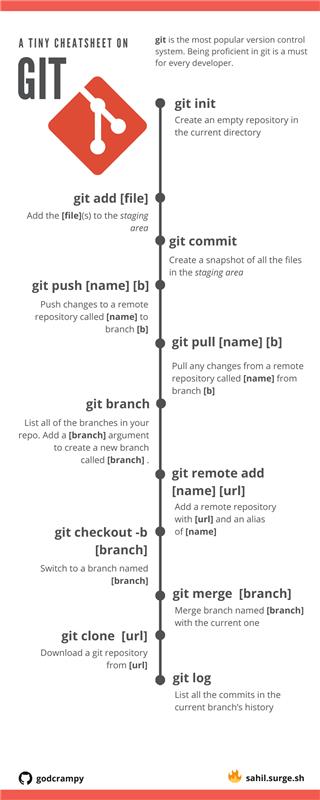 A TINY CHEATSHEET ON
GIT
git is the most popular version control
system. Being proficient in git is a must
for every developer.
git init
Create an empty repository in
the current directory
git add [file]
Add the [file](s) to the staging
area
git commit
Create a snapshot of all the files
in the staging area
git push [name] [b]
Push changes to a remote
repository called [name] to
branch [b]
git pull [name] [b]
Pull any changes from a remote
repository called [name] from
branch [b]
git branch
List all of the branches in your
repo. Add a [branch] argument
to create a new branch
called [branch] .
git remote add
[name] [url]
Add a remote repository
with [url] and an alias
of [name]
git checkout -b
[branch]
Switch to a branch named
[branch]
git merge [branch]
Merge branch named [branch]
with the current one
git clone [url]
Download a git repository
from [url]
git log
List all the commits in the
current branch's history
godcrampy
sahil.surge.sh